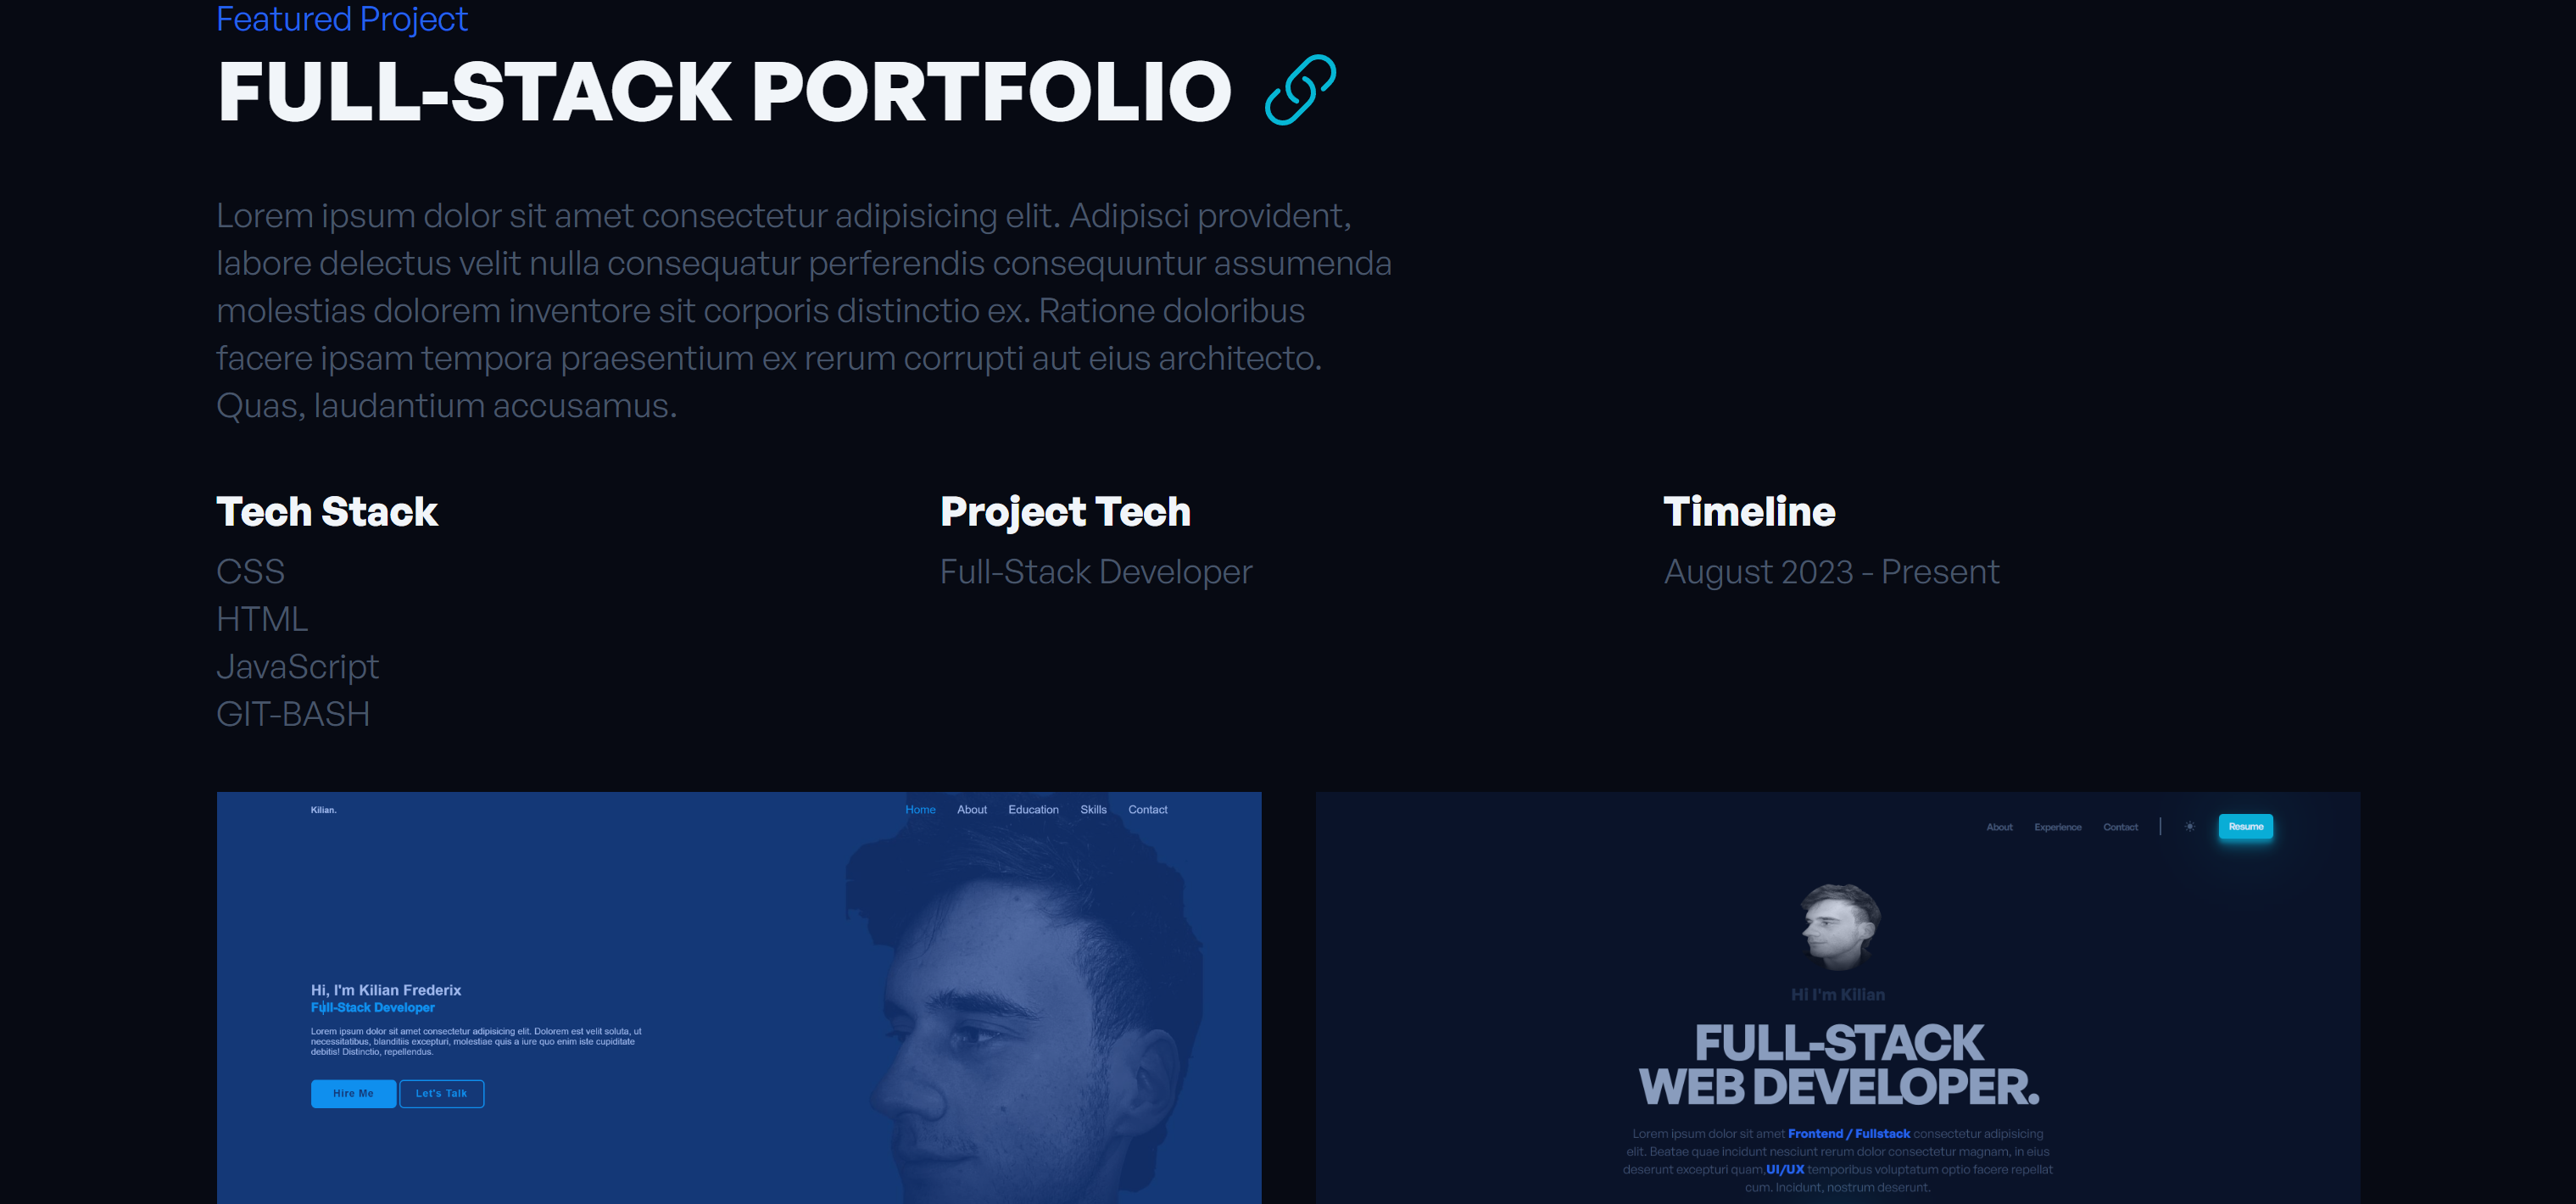 Featured Project
FULL-STACK PORTFOLIO
Lorem ipsum dolor sit amet consectetur adipisicing elit. Adipisci provident,
labore delectus velit nulla consequatur perferendis consequuntur assumenda
molestias dolorem inventore sit corporis distinctio ex. Ratione doloribus
facere ipsam tempora praesentium ex rerum corrupti aut eius architecto.
Quas, laudantium accusamus.
Tech Stack
CSS
HTML
JavaScript
GIT-BASH
Project Tech
Full-Stack Developer
Timeline
August 2023 - Present
Kilian.
Home About Education Skills Contact
Hi, I'm Kilian Frederix
Full-Stack Developer
Lorem ipsum dolor sit amet consectetur adipisicing elit. Dolorem est velit soluta, ut
necessitatibus, blanditiis excepturi, molestiae quis a iure quo enim iste cupiditate
debitis! Distinctio, repellendus.
Hire Me Let's Talk
About Experience Contact Resume
Hi I'm Kilian
FULL-STACK
WEB DEVELOPER.
Lorem ipsum dolor sit amet Frontend / Fullstack consectetur adipisicing
elit. Beatae quae incidunt nesciunt rerum dolor consectetur magnam, in eius
deserunt excepturi quam,UI/UX temporibus voluptatum optio facere repellat
cum. Incidunt, nostrum deserunt.